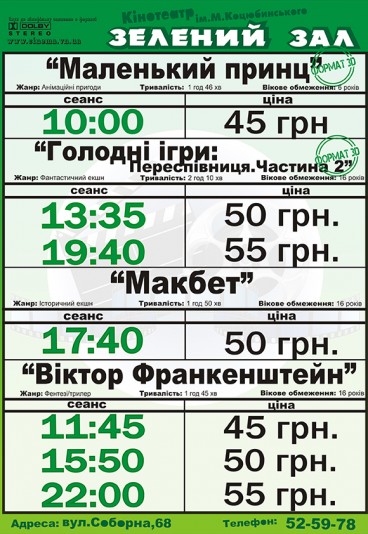 Кінотеатр ім.М.Коцюбинського
DOLBY
STEREO
www.cinema.vn.ua
ЗЕЛЕНИЙ ЗАЛ
“Маленький принц”
ФОРМАТ 3D
Жанр: Анімаційні пригоди Тривалість: 1 год 46 хв Вікове обмеження: 6 років
сеанс ціна
10:00 45 грн
“Голодні ігри:
Переспівниця.Частина 2”
ФОРМАТ 3D
Жанр: Фантастичний екшн Тривалість: 2 год 10 хв Вікове обмеження: 16 років
сеанс ціна
13:35 50 грн.
19:40 55 грн.
“Макбет”
Жанр: Історичний екшн Тривалість: 1 год 50 хв Вікове обмеження: 16 років
сеанс ціна
17:40 50 грн.
“Віктор Франкенштейн”
Жанр: Фентезі/трилер Тривалість: 1 год 45 хв Вікове обмеження: 16 років
сеанс ціна
11:45 45 грн.
15:50 50 грн.
22:00 55 грн.
Адреса: вул.Соборна,68 Телефон: 52-59-78